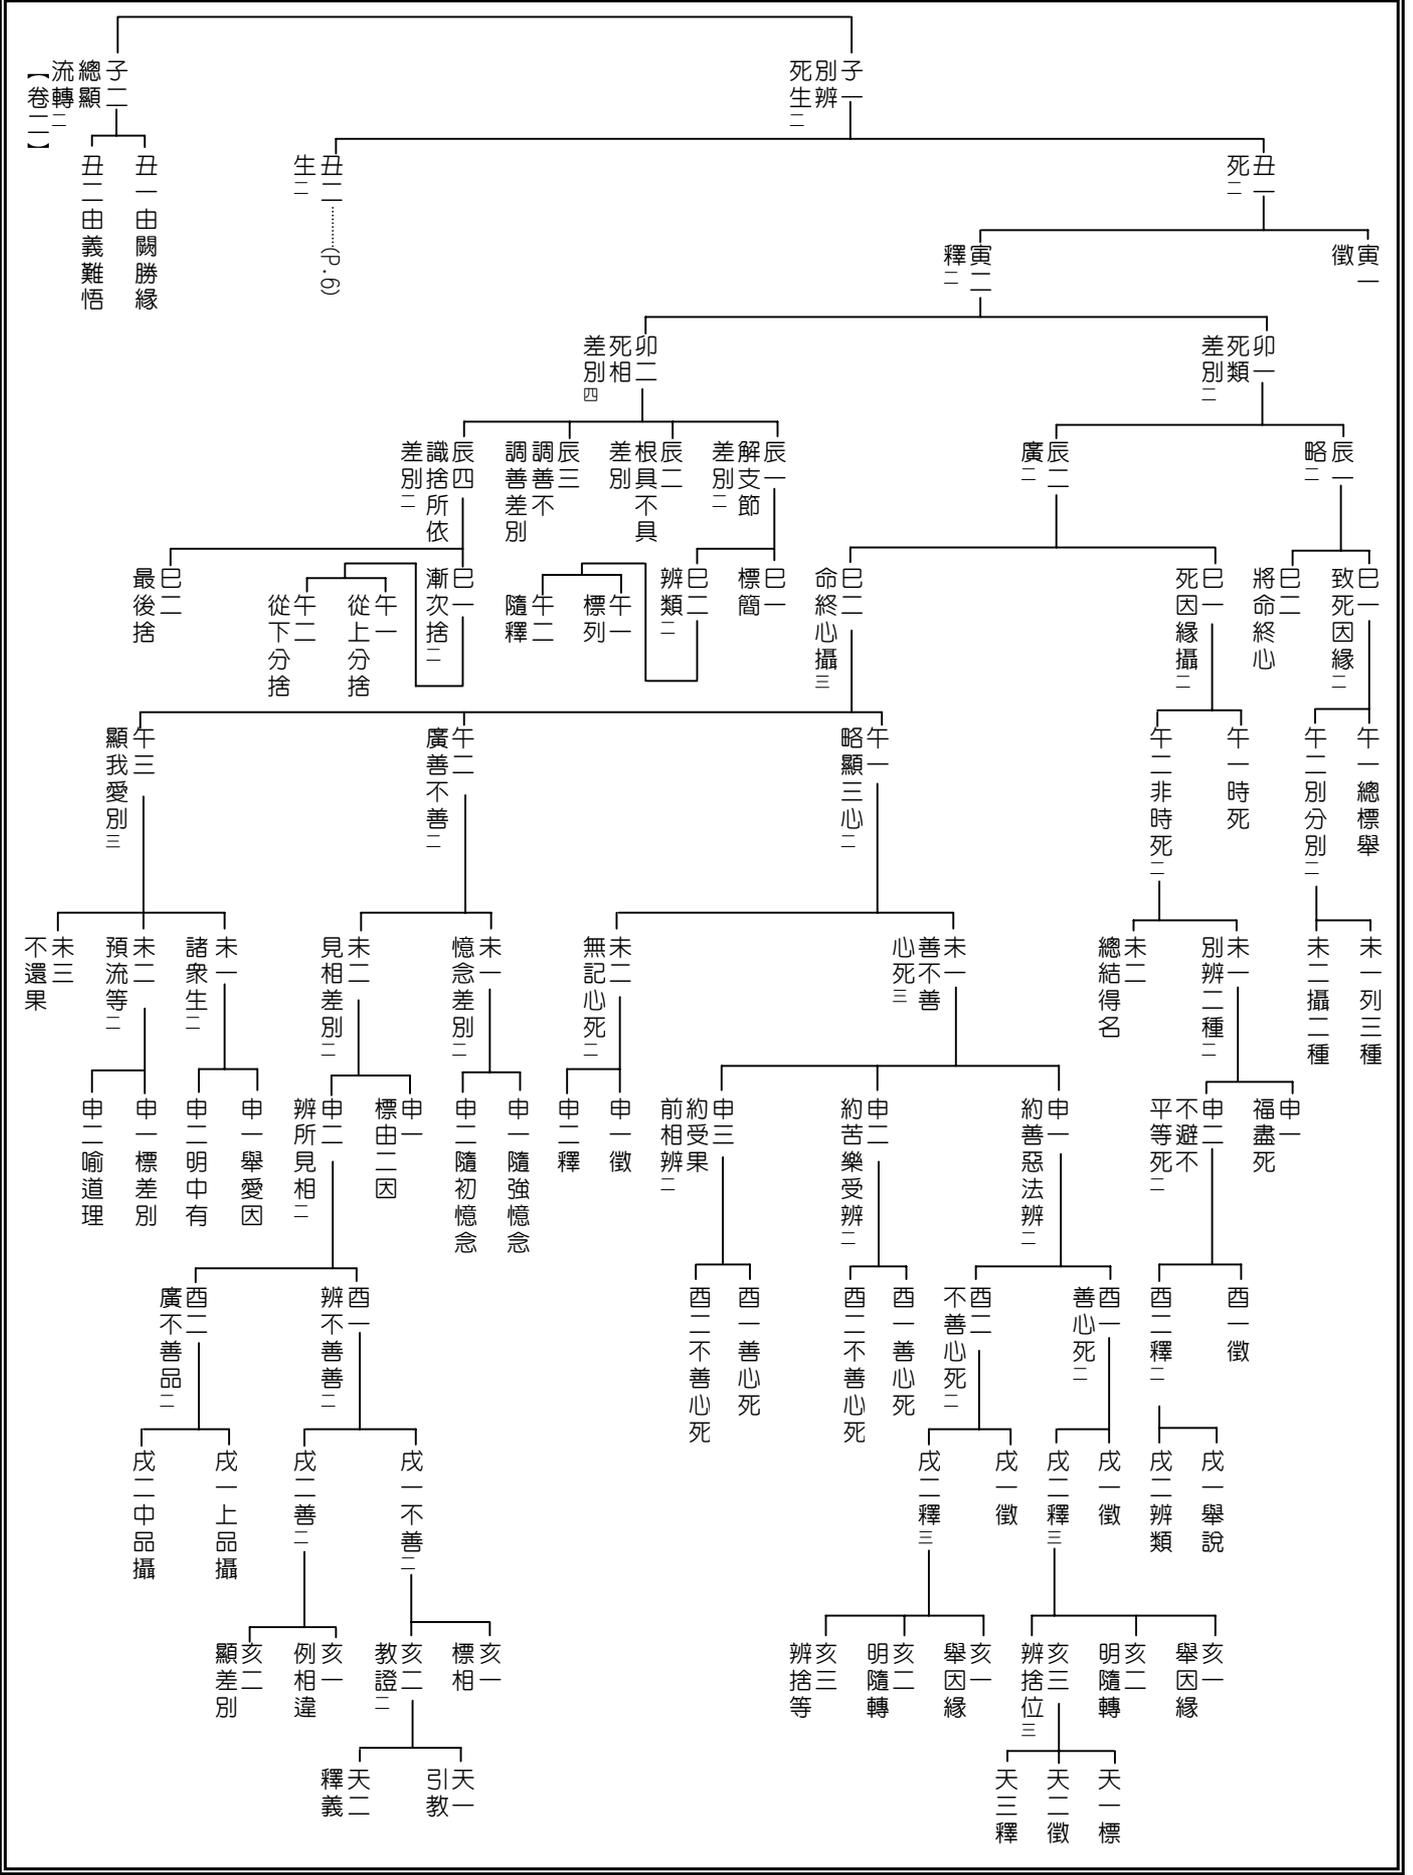 子一 別辨死生 二
子二 總顯流轉 二
【卷二】
丑一 死 二
丑二 生 二 ………(P.6)
丑一由闕勝緣
丑二由義難悟
寅一 徵
寅二 釋 二
卯一 死類差別 二
卯二 死相差別 四
辰一 略 二
辰二 廣 二
辰一 解支節差別 二
辰二 根具不具差別
辰三 調善不調善差別
辰四 識捨所依差別 二
巳一 致死因緣 二
巳二 將命終心
巳一 死因緣攝 二
巳二 命終心攝 三
巳一 標簡
巳二 辨類 二
午一 標列
午二 隨釋
巳一 漸次捨 二
午一 從上分捨
午二 從下分捨
巳二 最後捨
午一總標舉
午二別分別 二
午一時死
午二非時死 二
午一 略顯三心 二
午二 廣善不善 二
午三 顯我愛別 三
未一列三種
未二攝二種
未一 別辨二種 二
未二 總結得名
未一 善不善心死 三
未二 無記心死 二
未一 憶念差別 二
未二 見相差別 二
未一 諸衆生 二
未二 預流等 二
未三 不還果
申一 福盡死
申二 不避不平等死 二
申一 約善惡法辨 二
申二 約苦樂受辨 二
申三 約受果前相辨 二
申一徵
申二釋
申一隨強憶念
申二隨初憶念
申一 標由二因
申二 辨所見相 二
申一舉愛因
申二明中有
申一標差別
申二喻道理
酉一徵
酉二釋 二
酉一 善心死 二
酉二 不善心死 二
酉一善心死
酉二不善心死
酉一善心死
酉二不善心死
酉一 辨不善善 二
酉二 廣不善品 二
戌一舉說
戌二辨類
戌一徵
戌二釋 三
戌一徵
戌二釋 三
戌一不善 二
戌二善 二
戌一上品攝
戌二中品攝
亥一 舉因緣
亥二 明隨轉
亥三 辨捨位 三
亥一 舉因緣
亥二 明隨轉
亥三 辨捨等
亥一 標相
亥二 教證 二
亥一 例相違
亥二 顯差別
天一標
天二徵
天三釋
天一 引教
天二 釋義